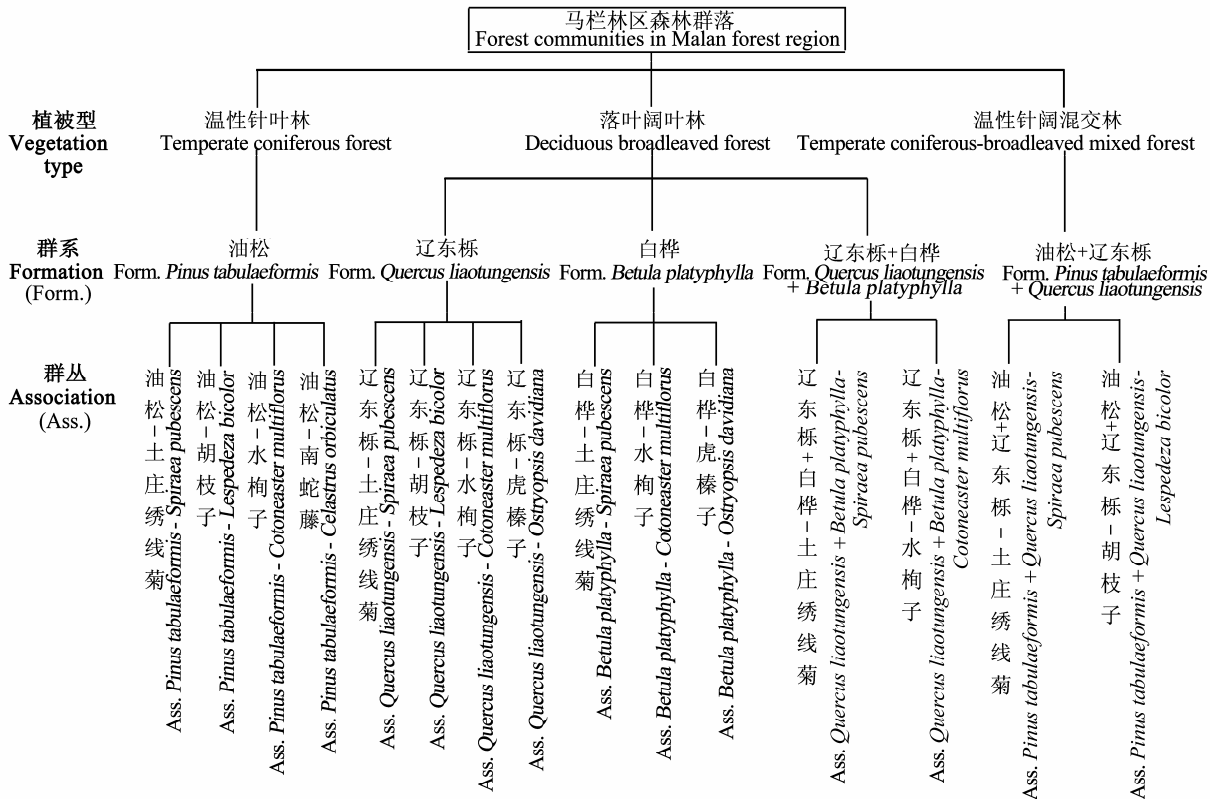 马栏林区森林群落
Forest communities in Malan forest region
植被型
Vegetation
type
温性针叶林
Temperate coniferous forest
落叶阔叶林
Deciduous broadleaved forest
温性针阔混交林
Temperate coniferous-broadleaved mixed forest
群系
Formation
(Form.)
油松
Form. Pinus tabulaeformis
辽东栎
Form. Quercus liaotungensis
白桦
Form. Betula platyphylla
辽东栎+白桦
Form. Quercus liaotungensis
+ Betula platyphylla
油松+辽东栎
Form. Pinus tabulaeformis
+ Quercus liaotungensis
群丛
Association
(Ass.)
油松－土庄绣线菊
Ass. Pinus tabulaeformis - Spiraea pubescens
油松－胡枝子
Ass. Pinus tabulaeformis - Lespedeza bicolor
油松－水栒子
Ass. Pinus tabulaeformis - Cotoneaster multiflorus
油松－南蛇藤
Ass. Pinus tabulaeformis - Celastrus orbiculatus
辽东栎－土庄绣线菊
Ass. Quercus liaotungensis - Spiraea pubescens
辽东栎－胡枝子
Ass. Quercus liaotungensis - Lespedeza bicolor
辽东栎－水栒子
Ass. Quercus liaotungensis - Cotoneaster multiflorus
辽东栎－虎榛子
Ass. Quercus liaotungensis - Ostryopsis davidiana
白桦－土庄绣线菊
Ass. Betula platyphylla - Spiraea pubescens
白桦－水栒子
Ass. Betula platyphylla - Cotoneaster multiflorus
白桦－虎榛子
Ass. Betula platyphylla - Ostryopsis davidiana
辽东栎+白桦－土庄绣线菊
Ass. Quercus liaotungensis + Betula platyphylla-
Spiraea pubescens
辽东栎+白桦－水栒子
Ass. Quercus liaotungensis + Betula platyphylla-
Cotoneaster multiflorus
油松+辽东栎－土庄绣线菊
Ass. Pinus tabulaeformis + Quercus liaotungeis-
Spiraea pubescens
油松+辽东栎－胡枝子
Ass. Pinus tabulaeformis + Quercus liaotungensis-
Lespedeza bicolor